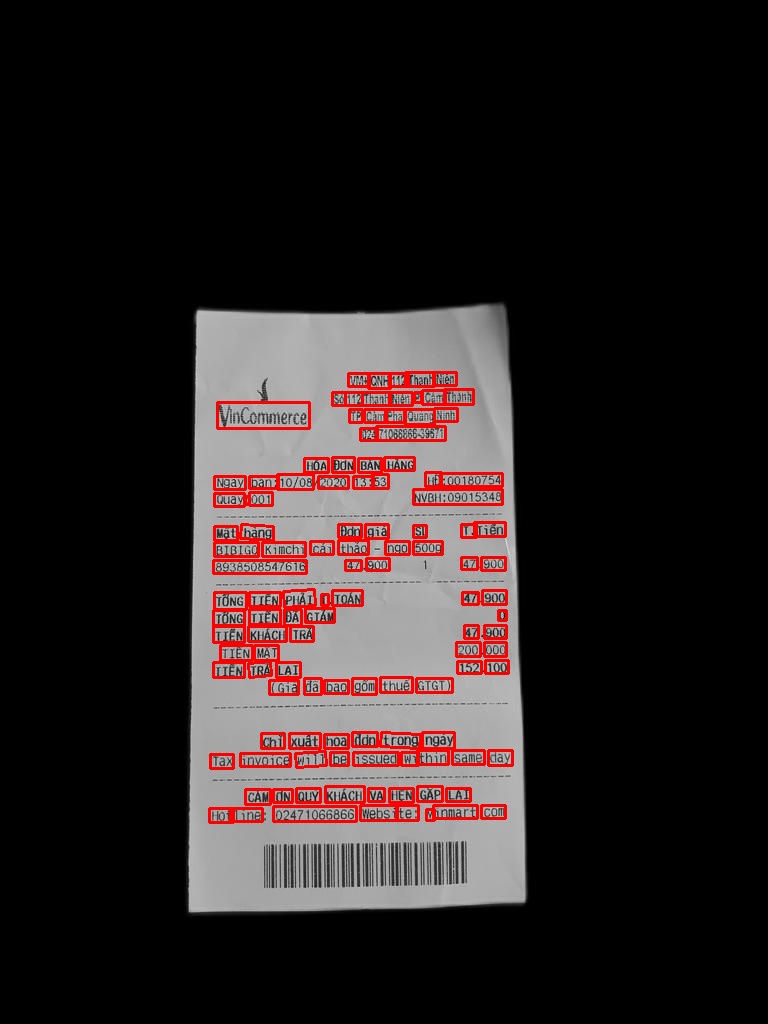 VinCommerce
VM+ QNH 112 Thanh Niên
Số 112 Thanh Niên P. Cẩm Thành
TP. Cẩm Phả Quảng Ninh
02471066866-39671
HÓA ĐƠN BÁN HÀNG
Ngày bán:10/08/2020 13:53 HĐ:00180754
Quầy:001 NVBH:09015348
Mặt hàng Đơn giá SL T.Tiền
BIBIGO Kimchi cải thảo - ngò 500g
8938508547616 47.900 1 47.900
TỔNG TIỀN PHẢI T.TOÁN 47.900
TỔNG TIỀN ĐÃ GIẢM 0
TIỀN KHÁCH TRẢ 47.900
TIỀN MẶT 200.000
TIỀN TRẢ LẠI 152.100
(Giá đã bao gồm thuế GTGT)
Chỉ xuất hóa đơn trong ngày
Tax invoice will be issued within same day
CẢM ƠN QUÝ KHÁCH VÀ HẸN GẶP LẠI
Hotline: 02471066866 Website: vinmart.com